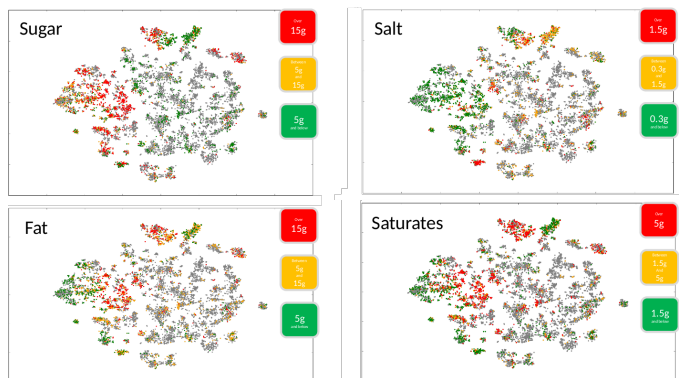 Sugar
Over
15g
Between
5g
and
15g
5g
and below
Salt
Over
1.5g
Between
0.3g
and
1.5g
0.3g
and below
Fat
Over
15g
Between
5g
and
15g
5g
and below
Saturates
Over
5g
Between
1.5g
And
5g
1.5g
and below